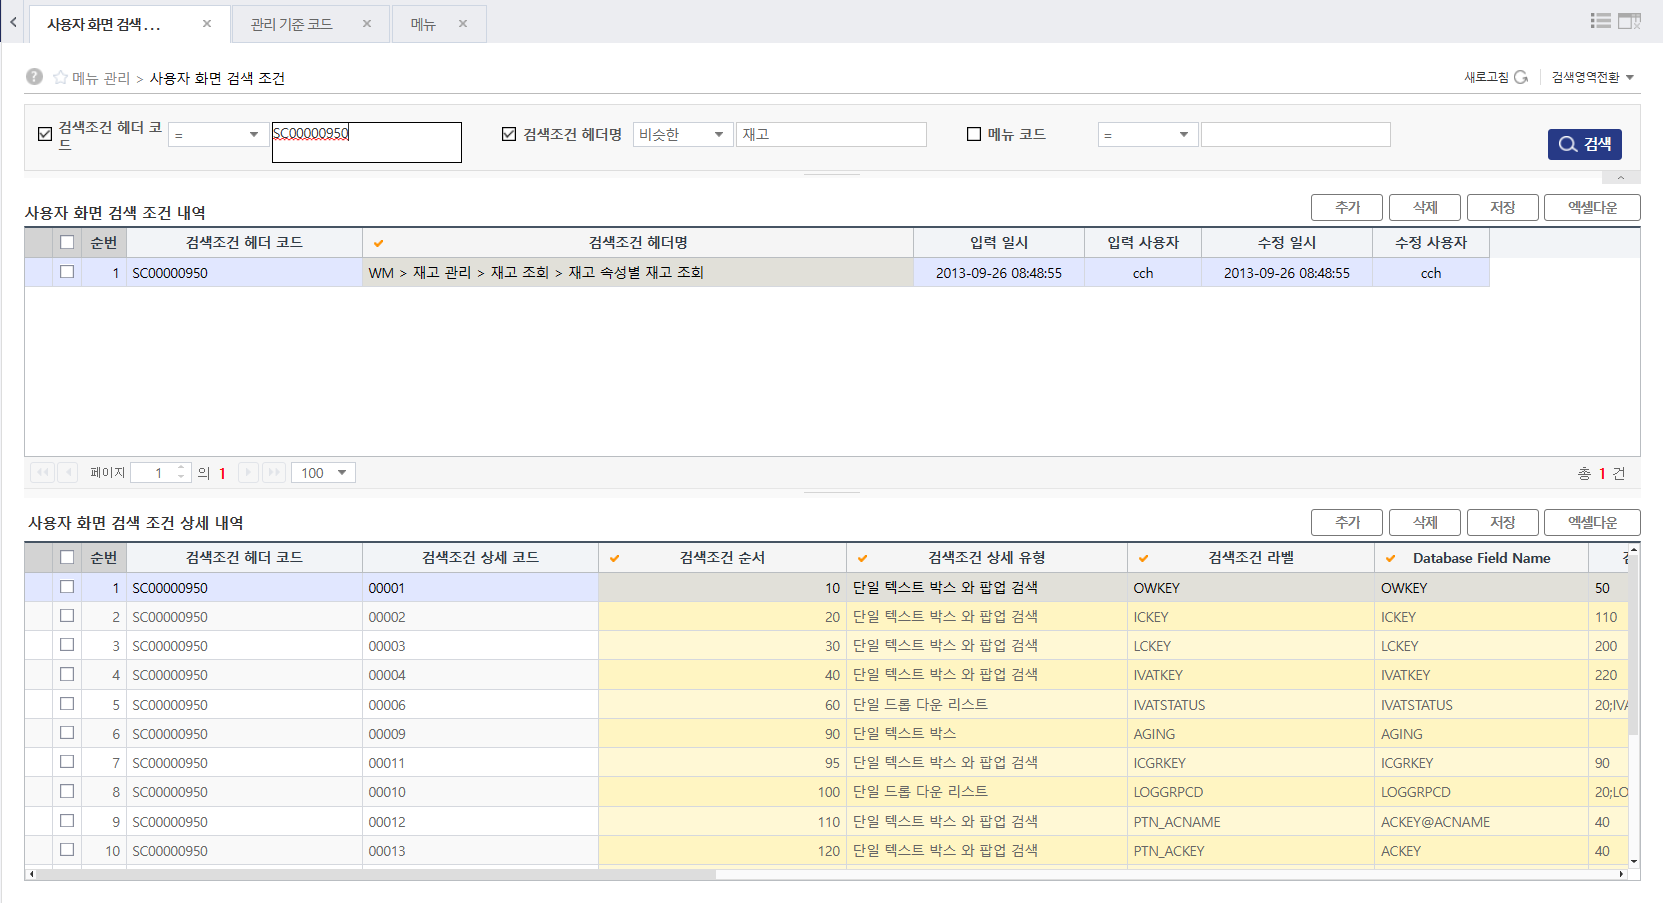 사용자 화면 검색 ...
관리 기준 코드
메뉴
메뉴 관리 > 사용자 화면 검색 조건
새로고침
검색영역전환
검색조건 헤더 코드
=
SC00000950
검색조건 헤더명
비슷한
재고
메뉴 코드
=
검색
사용자 화면 검색 조건 내역
추가 삭제 저장 엑셀다운
순번 검색조건 헤더 코드 검색조건 헤더명 입력 일시 입력 사용자 수정 일시 수정 사용자
1 SC00000950 WM > 재고 관리 > 재고 조회 > 재고 속성별 재고 조회 2013-09-26 08:48:55 cch 2013-09-26 08:48:55 cch
페이지 1 의 1 100 총 1 건
사용자 화면 검색 조건 상세 내역
추가 삭제 저장 엑셀다운
순번 검색조건 헤더 코드 검색조건 상세 코드 검색조건 순서 검색조건 상세 유형 검색조건 라벨 Database Field Name
1 SC00000950 00001 10 단일 텍스트 박스 와 팝업 검색 OWKEY OWKEY 50
2 SC00000950 00002 20 단일 텍스트 박스 와 팝업 검색 ICKEY ICKEY 110
3 SC00000950 00003 30 단일 텍스트 박스 와 팝업 검색 LCKEY LCKEY 200
4 SC00000950 00004 40 단일 텍스트 박스 와 팝업 검색 IVATKEY IVATKEY 220
5 SC00000950 00006 60 단일 드롭 다운 리스트 IVATSTATUS IVATSTATUS 20;IVA
6 SC00000950 00009 90 단일 텍스트 박스 AGING AGING
7 SC00000950 00011 95 단일 텍스트 박스 와 팝업 검색 ICGRKEY ICGRKEY 90
8 SC00000950 00010 100 단일 드롭 다운 리스트 LOGGRPCD LOGGRPCD 20;LO
9 SC00000950 00012 110 단일 텍스트 박스 와 팝업 검색 PTN_ACNAME ACKEY@ACNAME 40
10 SC00000950 00013 120 단일 텍스트 박스 와 팝업 검색 PTN_ACKEY ACKEY 40